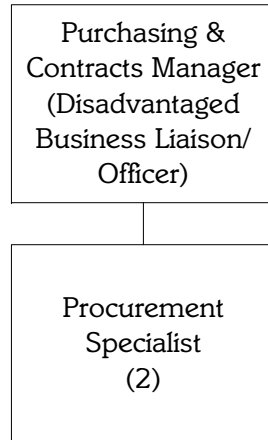 Purchasing &
Contracts Manager
(Disadvantaged
Business Liaison/
Officer)
Procurement
Specialist
(2)